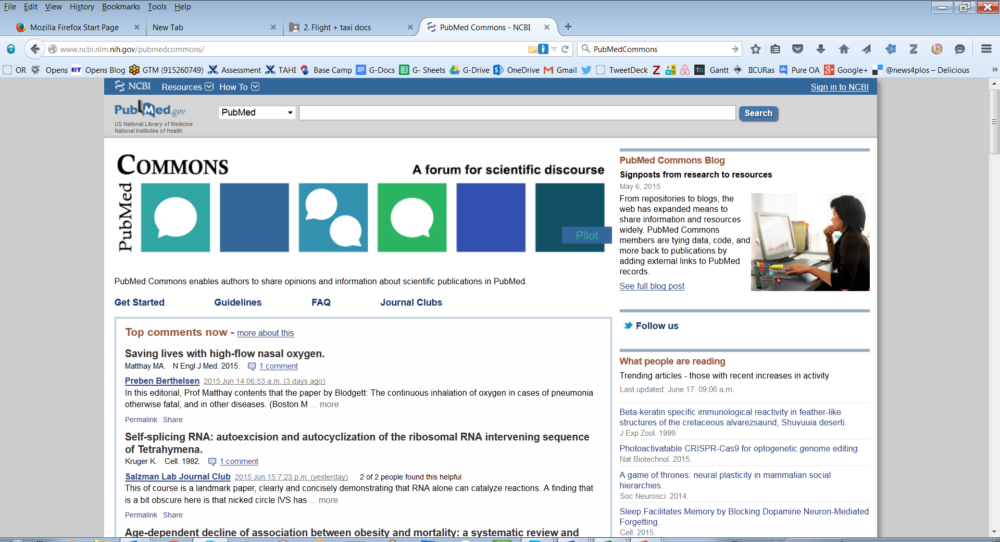 File Edit View History Bookmarks Tools Help
Mozilla Firefox Start Page
New Tab
2. Flight + taxi docs
PubMed Commons - NCBI
www.ncbi.nlm.nih.gov/pubmedcommons/
PubMedCommons
OR Opens BT Opens Blog GTM (915260749) Assessment TAHI Base Camp G-Docs G- Sheets G-Drive OneDrive Gmail TweetDeck TG Gantt IICURas Pure OA Google+ @news4plos – Delicious
NCBI Resources How To Sign in to NCBI
PubMed.gov
US National Library of Medicine
National Institutes of Health
PubMed
Search
PubMed COMMONS
A forum for scientific discourse
Pilot
PubMed Commons enables authors to share opinions and information about scientific publications in PubMed.
Get Started Guidelines FAQ Journal Clubs
Top comments now - more about this
Saving lives with high-flow nasal oxygen.
Matthay MA. N Engl J Med. 2015. 1 comment
Preben Berthelsen 2015 Jun 14 06:53 a.m. (3 days ago)
In this editorial, Prof Matthay contents that the paper by Blodgett: The continuous inhalation of oxygen in cases of pneumonia
otherwise fatal, and in other diseases. (Boston M ... more
Permalink Share
Self-splicing RNA: autoexcision and autocyclization of the ribosomal RNA intervening sequence
of Tetrahymena.
Kruger K. Cell. 1982. 1 comment
Salzman Lab Journal Club 2015 Jun 15 7:23 p.m. (yesterday) 2 of 2 people found this helpful
This of course is a landmark paper, clearly and concisely demonstrating that RNA alone can catalyze reactions. A finding that
is a bit obscure here is that nicked circle IVS has ... more
Permalink Share
Age-dependent decline of association between obesity and mortality: a systematic review and
PubMed Commons Blog
Signposts from research to resources
May 6, 2015
From repositories to blogs, the
web has expanded means to
share information and resources
widely. PubMed Commons
members are tying data, code, and
more back to publications by
adding external links to PubMed
records.
See full blog post
Follow us
What people are reading
Trending articles - those with recent increases in activity
Last updated: June 17 09:06 a.m.
Beta-keratin specific immunological reactivity in feather-like
structures of the cretaceous alvarezsaurid, Shuvuuia deserti.
J Exp Zool. 1999.
Photoactivatable CRISPR-Cas9 for optogenetic genome editing.
Nat Biotechnol. 2015.
A game of thrones: neural plasticity in mammalian social
hierarchies.
Soc Neurosci. 2014.
Sleep Facilitates Memory by Blocking Dopamine Neuron-Mediated
Forgetting.
Cell. 2015.